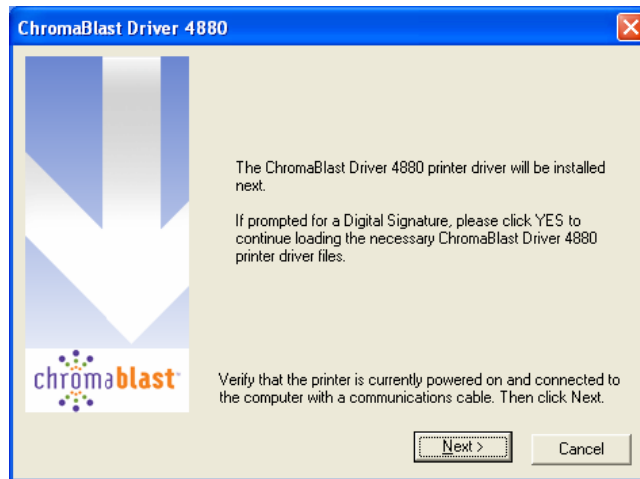 ChromaBlast Driver 4880
The ChromaBlast Driver 4880 printer driver will be installed
next.
If prompted for a Digital Signature, please click YES to
continue loading the necessary ChromaBlast Driver 4880
printer driver files.
chromablast™
Verify that the printer is currently powered on and connected to
the computer with a communications cable. Then click Next.
Next >
Cancel